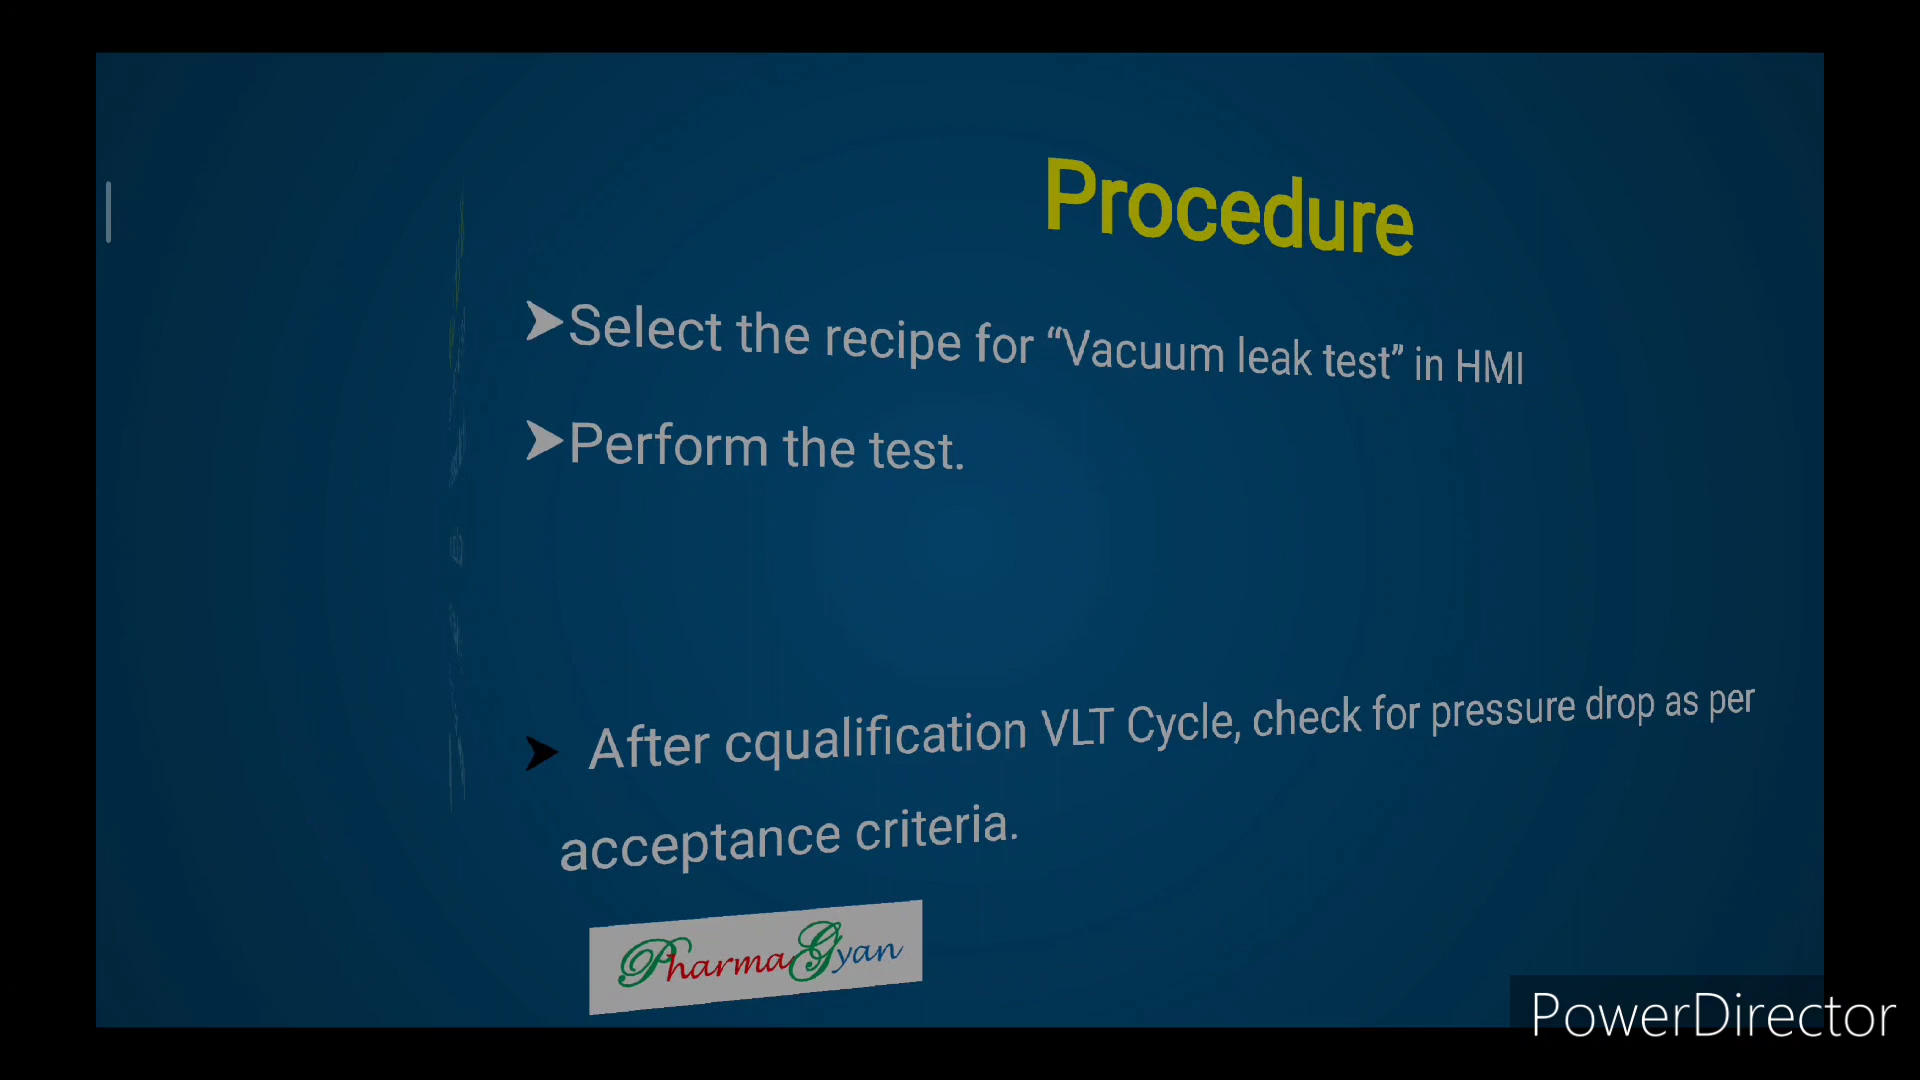 Procedure
➤Select the recipe for “Vacuum leak test” in HMI
➤Perform the test.
➤ After cqualification VLT Cycle, check for pressure drop as per
acceptance criteria.
PharmaGyan
PowerDirector